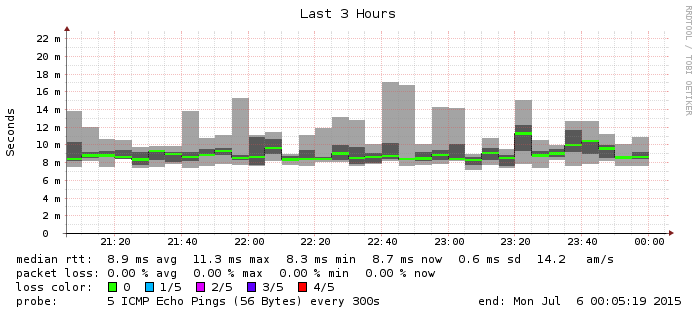 Last 3 Hours
RRDTOOL / TOBI OETIKER
Seconds
22 m
20 m
18 m
16 m
14 m
12 m
10 m
8 m
6 m
4 m
2 m
0
21:20 21:40 22:00 22:20 22:40 23:00 23:20 23:40 00:00
median rtt: 8.9 ms avg 11.3 ms max 8.3 ms min 8.7 ms now 0.6 ms sd 14.2 am/s
packet loss: 0.00 % avg 0.00 % max 0.00 % min 0.00 % now
loss color: 0 1/5 2/5 3/5 4/5
probe: 5 ICMP Echo Pings (56 Bytes) every 300s end: Mon Jul 6 00:05:19 2015